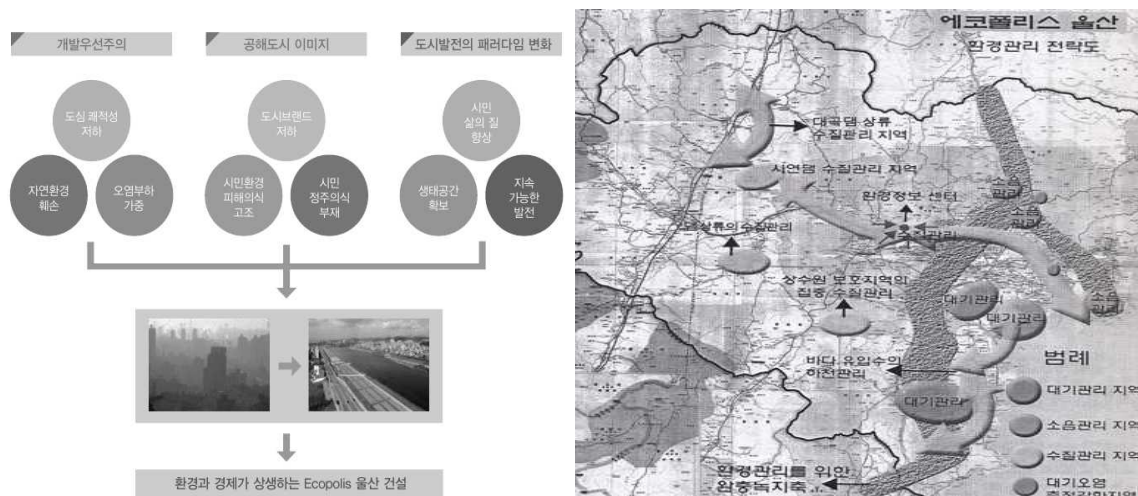 개발우선주의
공해도시 이미지
도시발전의 패러다임 변화
도심 쾌적성
저하
자연환경
훼손
오염부하
가중
도시브랜드
저하
시민환경
피해의식
고조
시민
정주의식
부재
시민
삶의 질
향상
생태공간
확보
지속
가능한
발전
환경과 경제가 상생하는 Ecopolis 울산 건설
에코폴리스 울산
환경관리 전략도
대곡댐 상류
수질관리 지역
사연댐 수질관리 지역
환경정보 센터
수질관리
댐상류의 수질관리
소음
관리
상수원 보호지역의
집중 수질관리
대기관리
대기관리
소음
관리
바다 유입수의
하천관리
대기관리
환경관리를 위한
완충녹지축
범례
대기관리 지역
소음관리 지역
수질관리 지역
대기오염